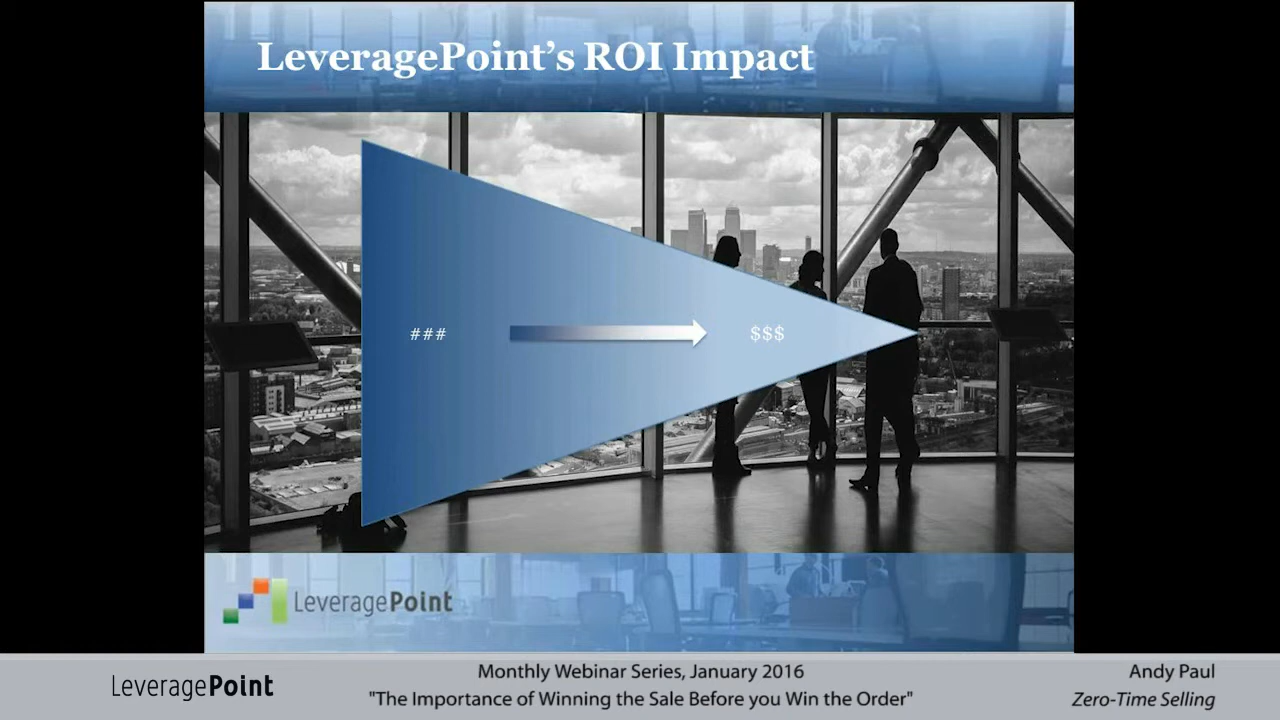 LeveragePoint's ROI Impact
###
$$$
LeveragePoint
LeveragePoint
Monthly Webinar Series, January 2016
"The Importance of Winning the Sale Before you Win the Order"
Andy Paul
Zero-Time Selling